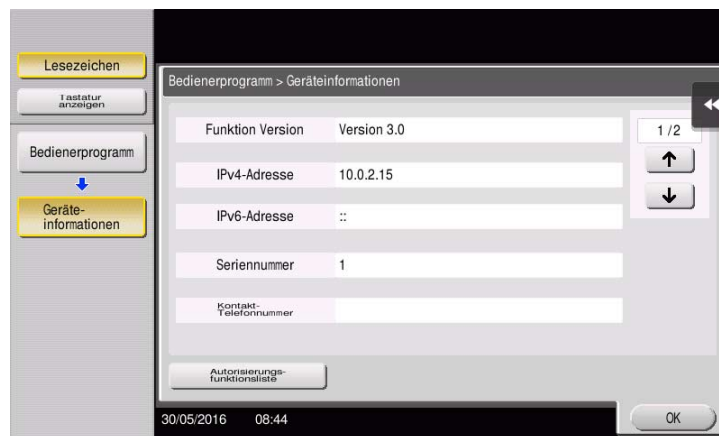 Lesezeichen
Tastatur
anzeigen
Bedienerprogramm
Geräte-
informationen
Bedienerprogramm > Geräteinformationen
Funktion Version Version 3.0
IPv4-Adresse 10.0.2.15
IPv6-Adresse ::
Seriennummer 1
Kontakt-
Telefonnummer
1 /2
Autorisierungs-
funktionsliste
30/05/2016 08:44
OK